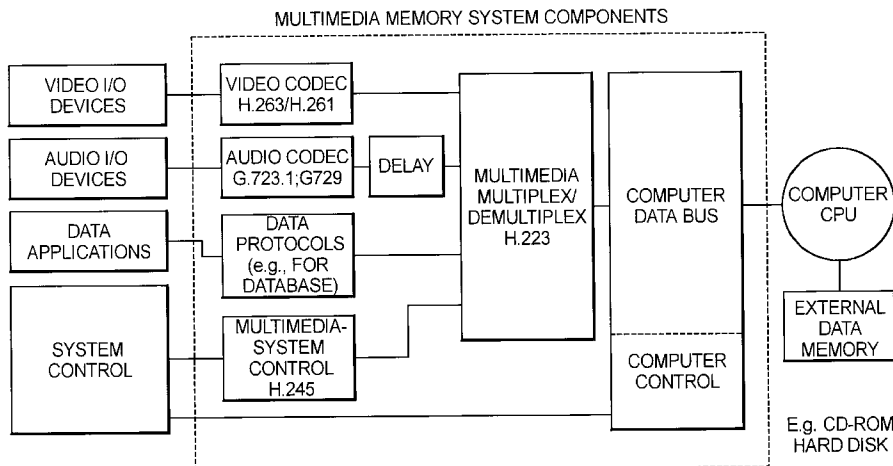 MULTIMEDIA MEMORY SYSTEM COMPONENTS
VIDEO I/O
DEVICES
VIDEO CODEC
H.263/H.261
AUDIO I/O
DEVICES
AUDIO CODEC
G.723.1;G729
DELAY
DATA
APPLICATIONS
DATA
PROTOCOLS
(e.g., FOR
DATABASE)
SYSTEM
CONTROL
MULTIMEDIA-
SYSTEM
CONTROL
H.245
MULTIMEDIA
MULTIPLEX/
DEMULTIPLEX
H.223
COMPUTER
DATA BUS
COMPUTER
CONTROL
COMPUTER
CPU
EXTERNAL
DATA
MEMORY
E.g. CD-ROM
HARD DISK